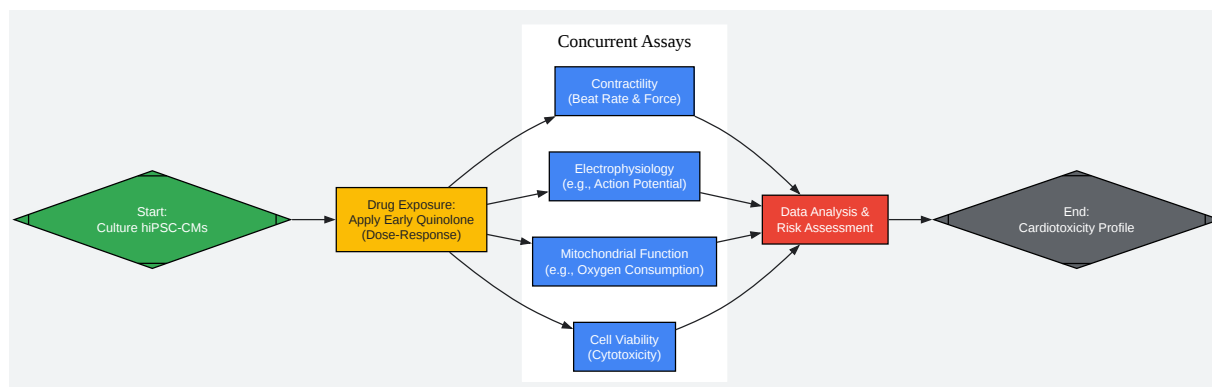 Concurrent Assays
Contractility
(Beat Rate & Force)
Electrophysiology
(e.g., Action Potential)
Start:
Culture hiPSC-CMs
Drug Exposure:
Apply Early Quinolone
(Dose-Response)
Data Analysis &
Risk Assessment
End:
Cardiotoxicity Profile
Mitochondrial Function
(e.g., Oxygen Consumption)
Cell Viability
(Cytotoxicity)